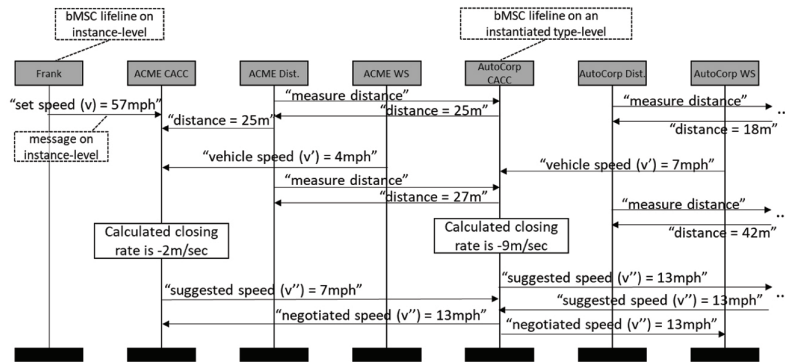 bMSC lifeline on
instance-level
bMSC lifeline on an
instantiated type-level
Frank
ACME CACC
ACME Dist.
ACME WS
AutoCorp
CACC
AutoCorp Dist.
AutoCorp WS
“measure distance”
“set speed (v) = 57mph”
“distance = 25m”
“distance = 25m”
“measure distance”
..
“distance = 18m”
message on
instance-level
“vehicle speed (v') = 4mph”
“vehicle speed (v') = 7mph”
“measure distance”
“distance = 27m”
“measure distance”
..
“distance = 42m”
Calculated closing
rate is -2m/sec
Calculated closing
rate is -9m/sec
“suggested speed (v'') = 7mph”
“suggested speed (v'') = 13mph”
..
“suggested speed (v'') = 13mph”
..
“negotiated speed (v'') = 13mph”
“negotiated speed (v'') = 13mph”